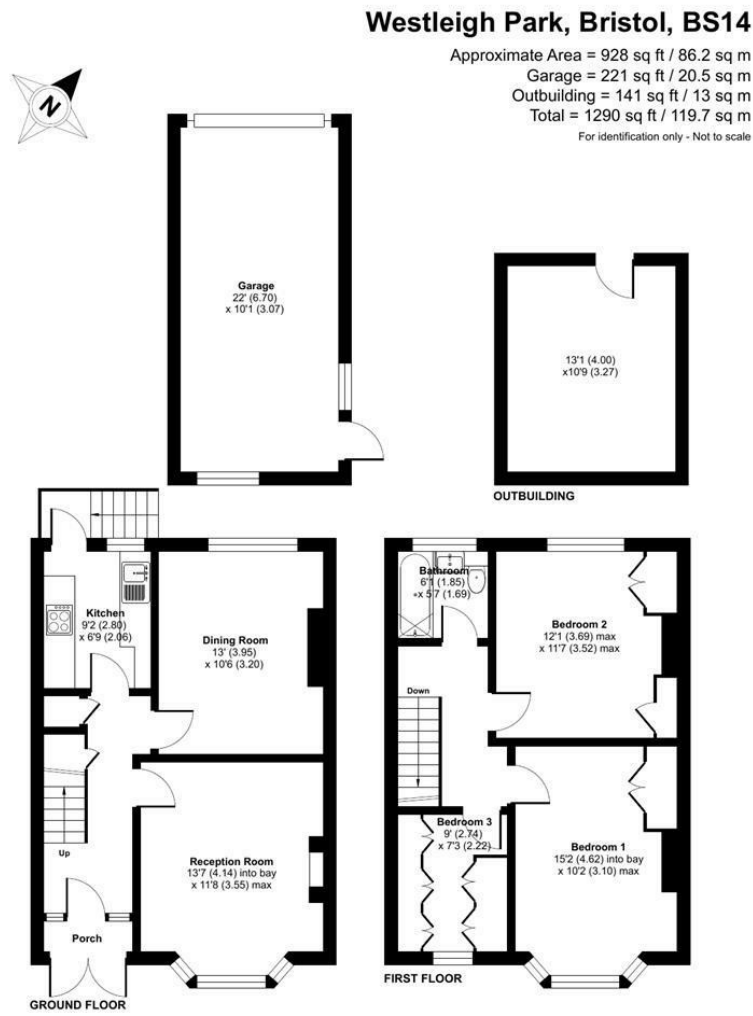 Westleigh Park, Bristol, BS14
Approximate Area = 928 sq ft / 86.2 sq m
Garage = 221 sq ft / 20.5 sq m
Outbuilding = 141 sq ft / 13 sq m
Total = 1290 sq ft / 119.7 sq m
For identification only - Not to scale
N
Garage
22' (6.70)
x 10'1 (3.07)
13'1 (4.00)
x10'9 (3.27)
OUTBUILDING
Kitchen
9'2 (2.80)
x 6'9 (2.06)
Dining Room
13' (3.95)
x 10'6 (3.20)
Up
Reception Room
13'7 (4.14) into bay
x 11'8 (3.55) max
Porch
GROUND FLOOR
Bathroom
6'1 (1.85)
x 5'7 (1.69)
Bedroom 2
12'1 (3.69) max
x 11'7 (3.52) max
Down
Bedroom 3
9' (2.74)
x 7'3 (2.22)
Bedroom 1
15'2 (4.62) into bay
x 10'2 (3.10) max
FIRST FLOOR